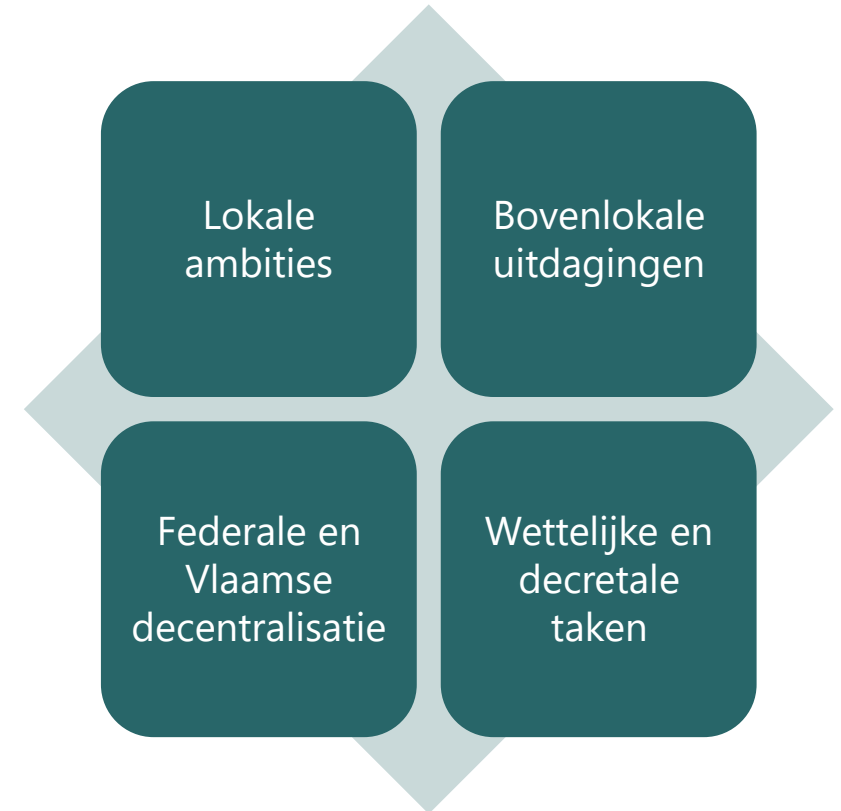 Lokale
ambities
Bovenlokale
uitdagingen
Federale en
Vlaamse
decentralisatie
Wettelijke en
decretale
taken